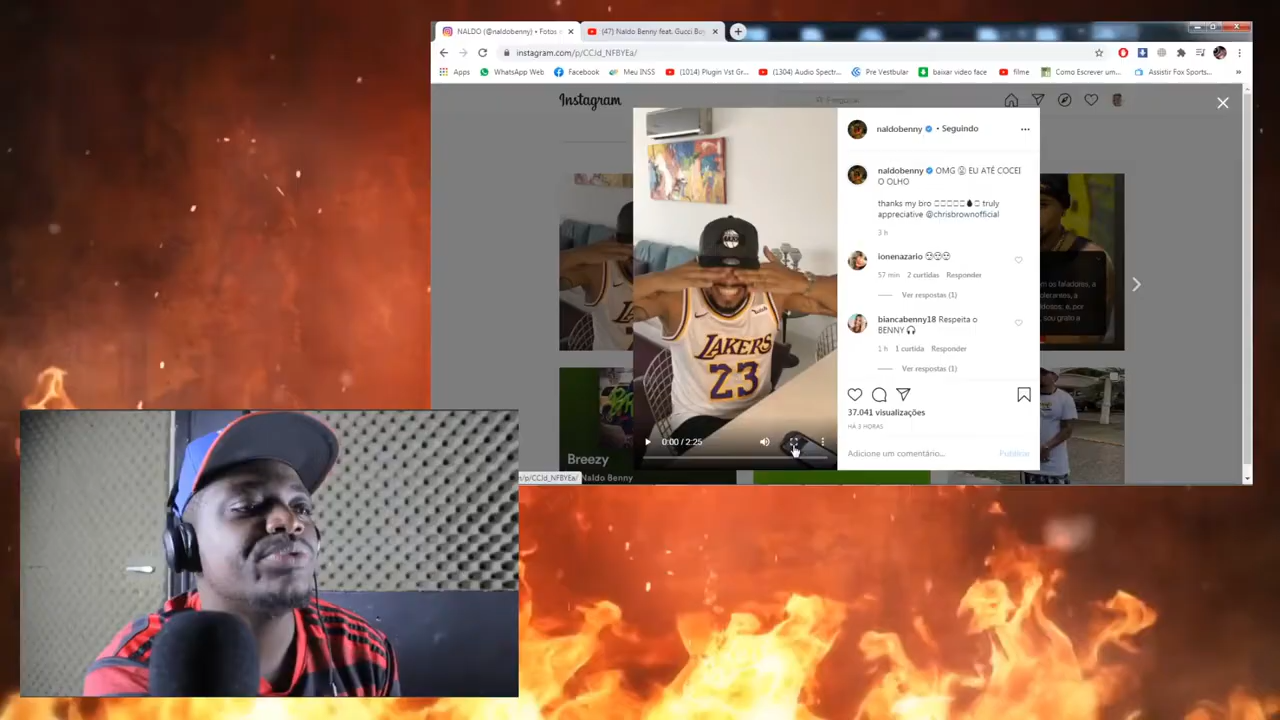 NALDO (@naldobenny) • Fotos e
(47) Naldo Benny feat. Gucci Bo
instagram.com/p/CCJd_NFBYEa/
Apps
WhatsApp Web
Facebook
Meu INSS
(1014) Plugin Vst Gr...
(1304) Audio Spectr...
Pre Vestibular
baixar video face
filme
Como Escrever um...
Assistir Fox Sports...
»
Instagram
Pesquisar
naldobenny • Seguindo
naldobenny OMG EU ATÉ COCEI
O OLHO
thanks my bro truly
appreciative @chrisbrownofficial
3 h
ionenazario
57 min 2 curtidas Responder
Ver respostas (1)
biancabenny18 Respeita o
BENNY
1 h 1 curtida Responder
Ver respostas (1)
37.041 visualizações
HÁ 3 HORAS
Adicione um comentário...
Publicar
LAKERS
23
0:00 / 2:25
Breezy
Naldo Benny
s/p/CCJd_NFBYEa/